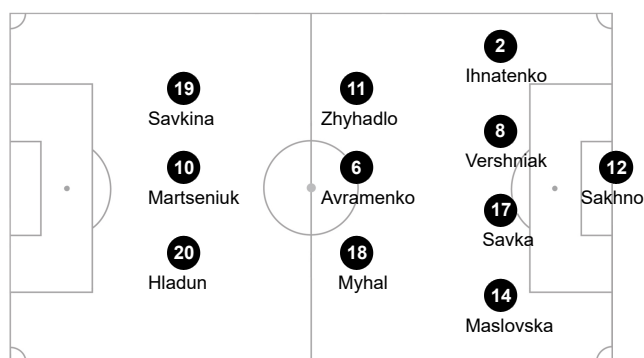 2
Ihnatenko
19
Savkina
11
Zhyhadlo
8
Vershniak
10
Martseniuk
6
Avramenko
12
Sakhno
17
Savka
20
Hladun
18
Myhal
14
Maslovska